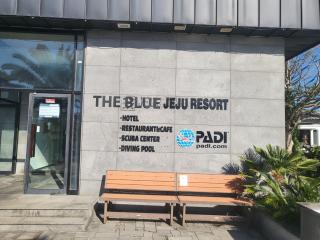 THE BLUE JEJU RESORT
·HOTEL
·RESTAURANT&CAFE
·SCUBA CENTER
·DIVING POOL
PADI
padi.com